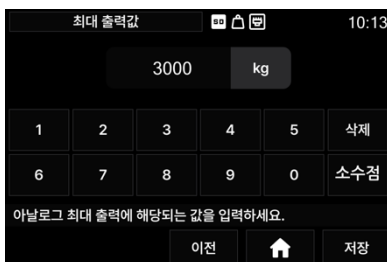 최대 출력값 SD 10:13
3000 kg
1 2 3 4 5 삭제
6 7 8 9 0 소수점
아날로그 최대 출력에 해당되는 값을 입력하세요.
이전 저장